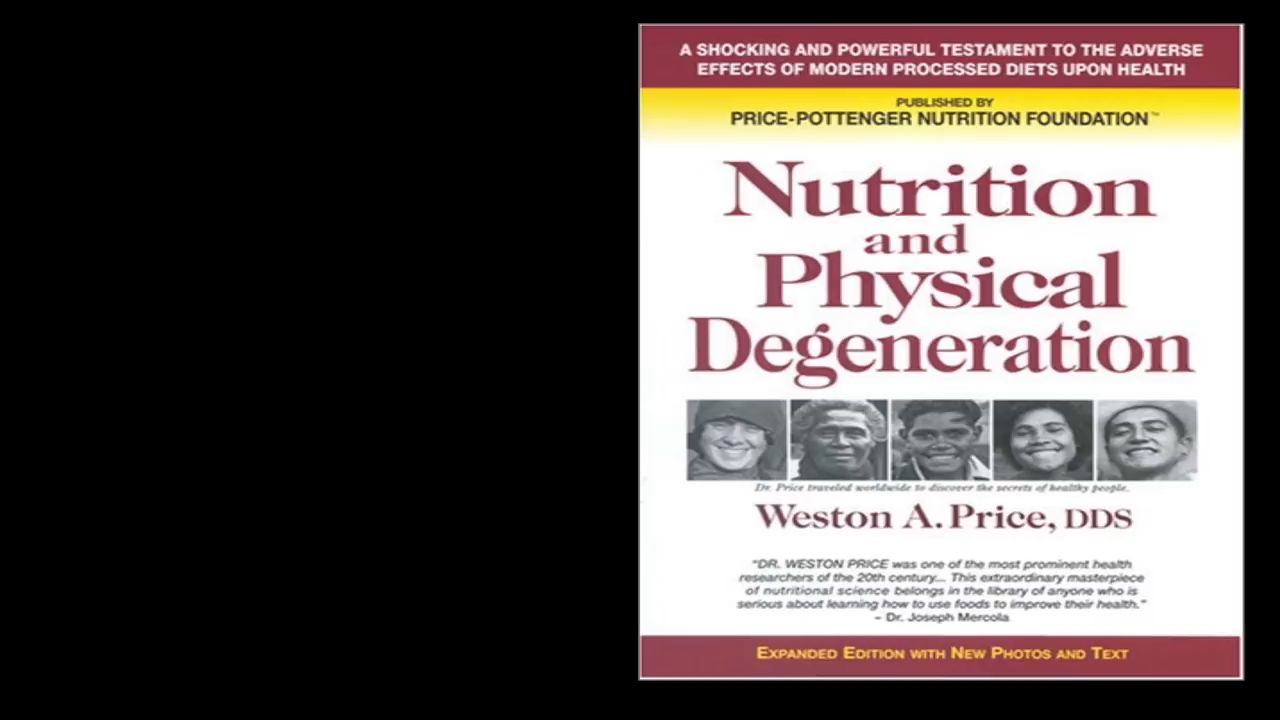 A SHOCKING AND POWERFUL TESTAMENT TO THE ADVERSE
EFFECTS OF MODERN PROCESSED DIETS UPON HEALTH
PUBLISHED BY
PRICE-POTTENGER NUTRITION FOUNDATION™
Nutrition
and
Physical
Degeneration
Dr. Price traveled worldwide to discover the secrets of healthy people.
Weston A. Price, DDS
"DR. WESTON PRICE was one of the most prominent health
researchers of the 20th century... This extraordinary masterpiece
of nutritional science belongs in the library of anyone who is
serious about learning how to use foods to improve their health."
– Dr. Joseph Mercola
EXPANDED EDITION WITH NEW PHOTOS AND TEXT